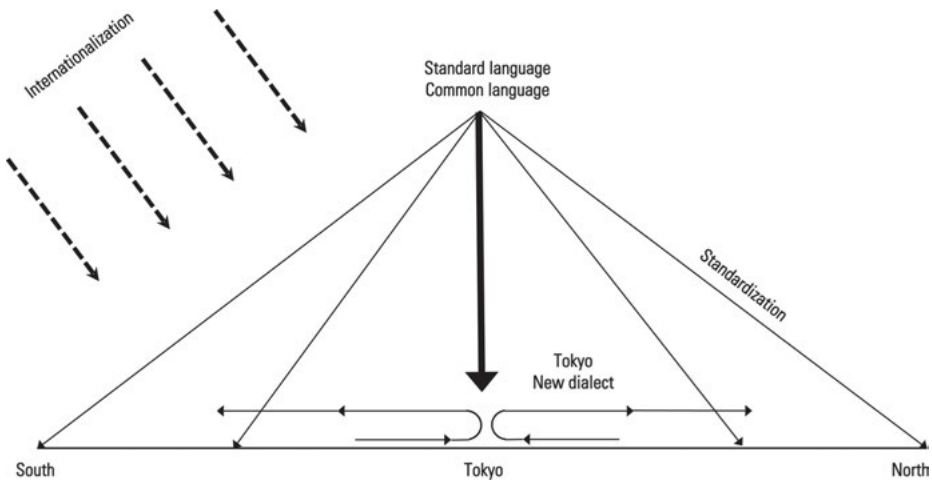 Internationalization
Standard language
Common language
Standardization
Tokyo
New dialect
South
Tokyo
North